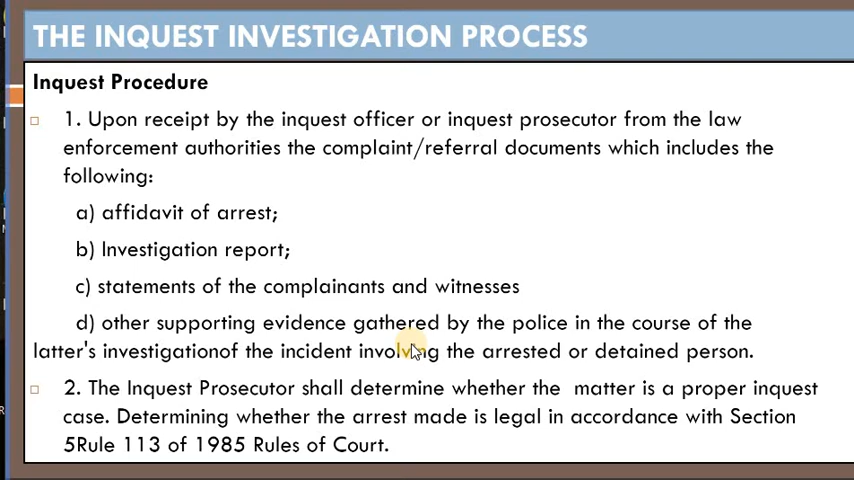 THE INQUEST INVESTIGATION PROCESS
Inquest Procedure
1. Upon receipt by the inquest officer or inquest prosecutor from the law
enforcement authorities the complaint/referral documents which includes the
following:
a) affidavit of arrest;
b) Investigation report;
c) statements of the complainants and witnesses
d) other supporting evidence gathered by the police in the course of the
latter's investigationof the incident involving the arrested or detained person.
2. The Inquest Prosecutor shall determine whether the matter is a proper inquest
case. Determining whether the arrest made is legal in accordance with Section
5Rule 113 of 1985 Rules of Court.